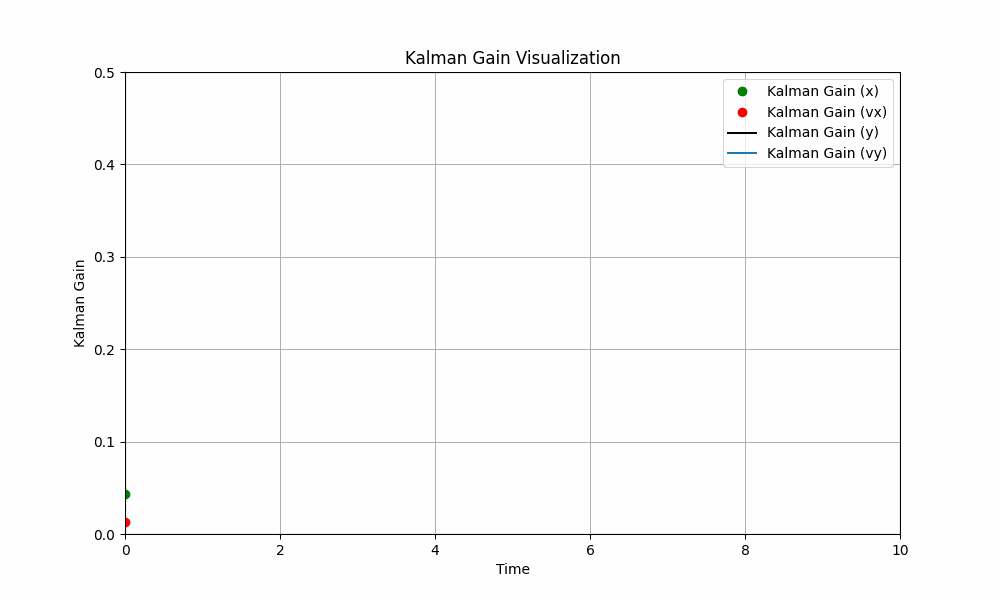 Kalman Gain Visualization
0.5
Kalman Gain (x)
Kalman Gain (vx)
Kalman Gain (y)
Kalman Gain (vy)
0.4
0.3
Kalman Gain
0.2
0.1
0.0
0 2 4 6 8 10
Time